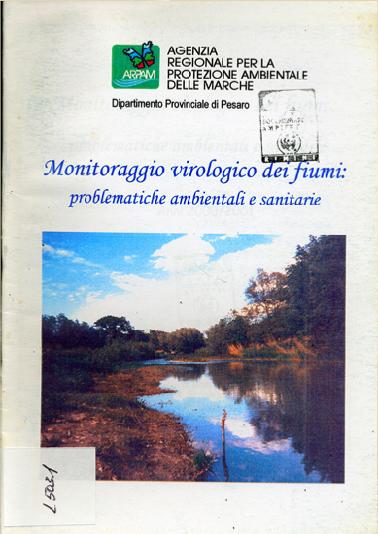 ARPAM
AGENZIA
REGIONALE PER LA
PROTEZIONE AMBIENTALE
DELLE MARCHE
Dipartimento Provinciale di Pesaro
Monitoraggio virologico dei fiumi:
problematiche ambientali e sanitarie
L5031